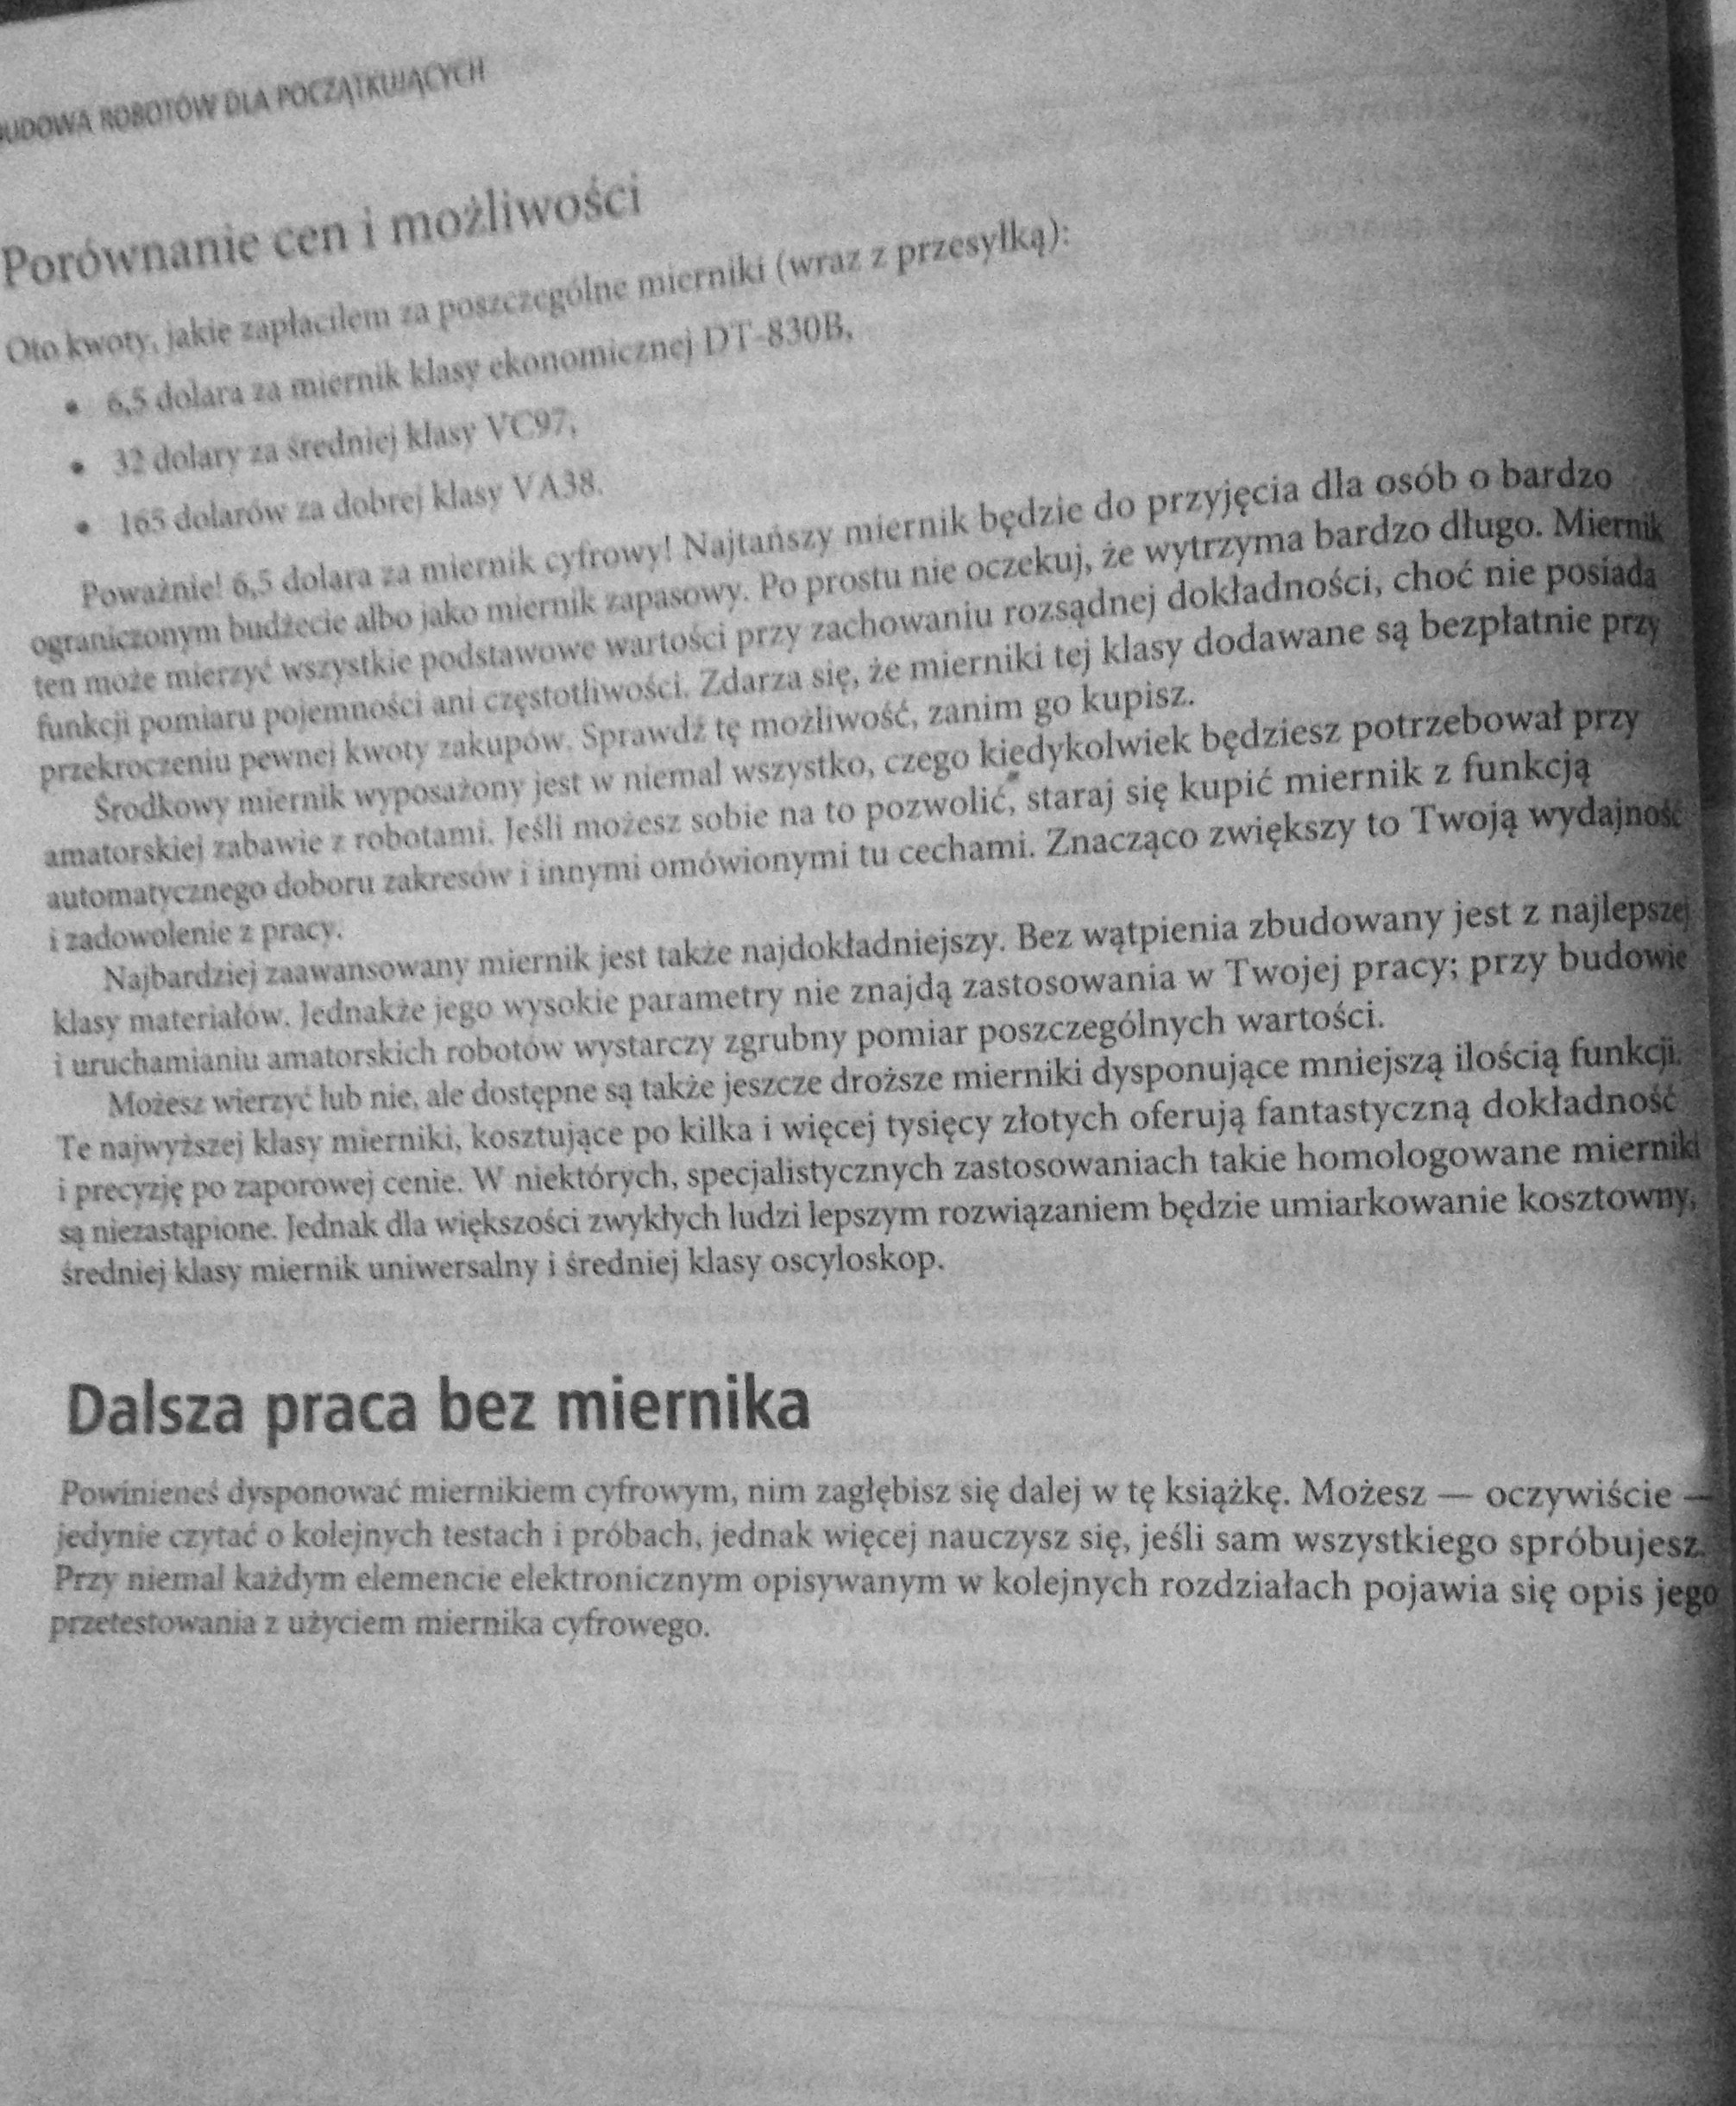 BUDOWA ROBOTÓW DLA POCZĄTKUJĄCYCH
Porównanie cen i możliwości
Oto kwoty, jakie zapłaciłem za poszczególne mierniki (wraz z przesyłką):
• 6,5 dolara za miernik klasy ekonomicznej DT-830B,
• 32 dolary za średniej klasy VC97,
• 165 dolarów za dobrej klasy VA38.
Poważnie! 6,5 dolara za miernik cyfrowy! Najtańszy miernik będzie do przyjęcia dla osób o bardzo
ograniczonym budżecie albo jako miernik zapasowy. Po prostu nie oczekuj, że wytrzyma bardzo długo. Miernik
ten może mierzyć wszystkie podstawowe wartości przy zachowaniu rozsądnej dokładności, choć nie posiada
funkcji pomiaru pojemności ani częstotliwości. Zdarza się, że mierniki tej klasy dodawane są bezpłatnie przy
przekroczeniu pewnej kwoty zakupów. Sprawdź tę możliwość, zanim go kupisz.
Środkowy miernik wyposażony jest w niemal wszystko, czego kiedykolwiek będziesz potrzebował przy
amatorskiej zabawie z robotami. Jeśli możesz sobie na to pozwolić, staraj się kupić miernik z funkcją
automatycznego doboru zakresów i innymi omówionymi tu cechami. Znacząco zwiększy to Twoją wydajność
i zadowolenie z pracy.
Najbardziej zaawansowany miernik jest także najdokładniejszy. Bez wątpienia zbudowany jest z najlepszej
klasy materiałów. Jednakże jego wysokie parametry nie znajdą zastosowania w Twojej pracy; przy budowie
i uruchamianiu amatorskich robotów wystarczy zgrubny pomiar poszczególnych wartości.
Możesz wierzyć lub nie, ale dostępne są także jeszcze droższe mierniki dysponujące mniejszą ilością funkcji.
Te najwyższej klasy mierniki, kosztujące po kilka i więcej tysięcy złotych oferują fantastyczną dokładność
i precyzję po zaporowej cenie. W niektórych, specjalistycznych zastosowaniach takie homologowane mierniki
są niezastąpione. Jednak dla większości zwykłych ludzi lepszym rozwiązaniem będzie umiarkowanie kosztowny,
średniej klasy miernik uniwersalny i średniej klasy oscyloskop.
Dalsza praca bez miernika
Powinieneś dysponować miernikiem cyfrowym, nim zagłębisz się dalej w tę książkę. Możesz — oczywiście —
jedynie czytać o kolejnych testach i próbach, jednak więcej nauczysz się, jeśli sam wszystkiego spróbujesz.
Przy niemal każdym elemencie elektronicznym opisywanym w kolejnych rozdziałach pojawia się opis jego
przetestowania z użyciem miernika cyfrowego.